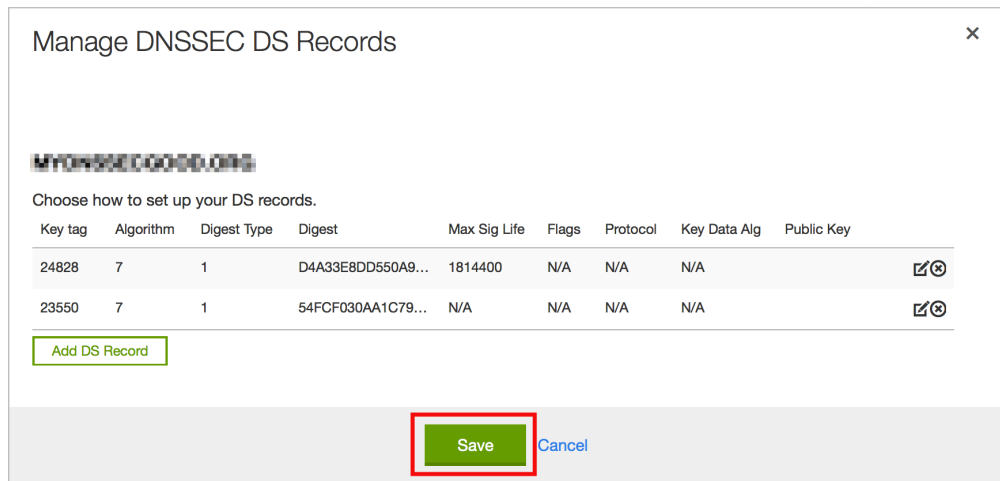 Manage DNSSEC DS Records
Choose how to set up your DS records.
Key tag Algorithm Digest Type Digest Max Sig Life Flags Protocol Key Data Alg Public Key
24828 7 1 D4A33E8DD550A9... 1814400 N/A N/A N/A
23550 7 1 54FCF030AA1C79... N/A N/A N/A N/A
Add DS Record
Save Cancel